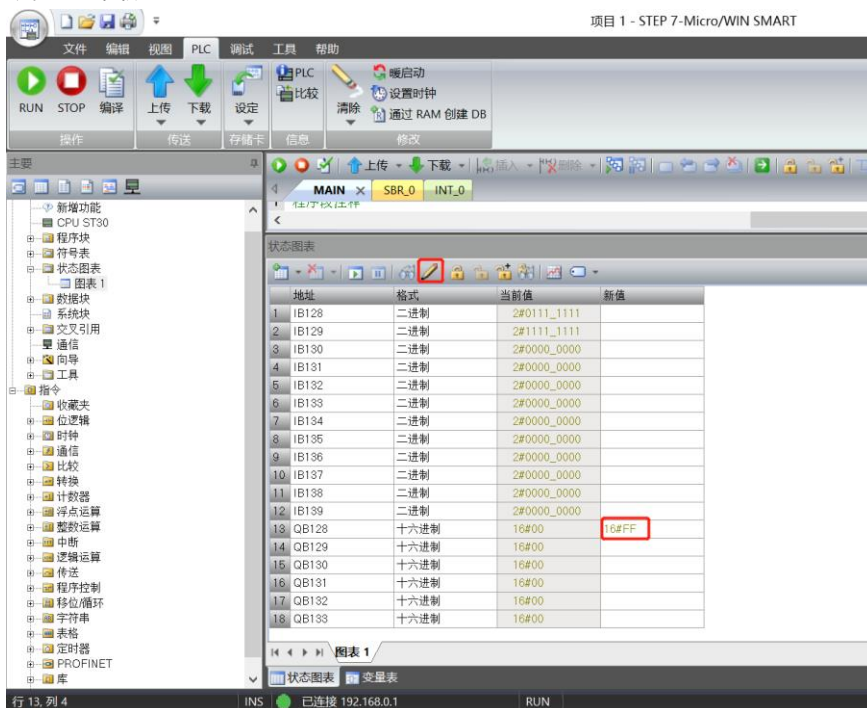 项目 1 - STEP 7-Micro/WIN SMART
文件 编辑 视图 PLC 调试 工具 帮助
RUN STOP 编译 上传 下载 设定 PLC 比较 清除 暖启动 设置时钟 通过 RAM 创建 DB
操作 传送 存储卡 信息 修改
主要
新增功能
CPU ST30
程序块
符号表
状态图表
图表 1
数据块
系统块
交叉引用
通信
向导
工具
指令
收藏夹
位逻辑
时钟
通信
比较
转换
计数器
浮点运算
整数运算
中断
逻辑运算
传送
程序控制
移位/循环
字符串
表格
定时器
PROFINET
库
上传 下载 插入 删除
MAIN SBR_0 INT_0
程序段注释
状态图表
地址 格式 当前值 新值
1 IB128 二进制 2#0111_1111
2 IB129 二进制 2#1111_1111
3 IB130 二进制 2#0000_0000
4 IB131 二进制 2#0000_0000
5 IB132 二进制 2#0000_0000
6 IB133 二进制 2#0000_0000
7 IB134 二进制 2#0000_0000
8 IB135 二进制 2#0000_0000
9 IB136 二进制 2#0000_0000
10 IB137 二进制 2#0000_0000
11 IB138 二进制 2#0000_0000
12 IB139 二进制 2#0000_0000
13 QB128 十六进制 16#00 16#FF
14 QB129 十六进制 16#00
15 QB130 十六进制 16#00
16 QB131 十六进制 16#00
17 QB132 十六进制 16#00
18 QB133 十六进制 16#00
图表 1
状态图表 变量表
行 13, 列 4 INS 已连接 192.168.0.1 RUN